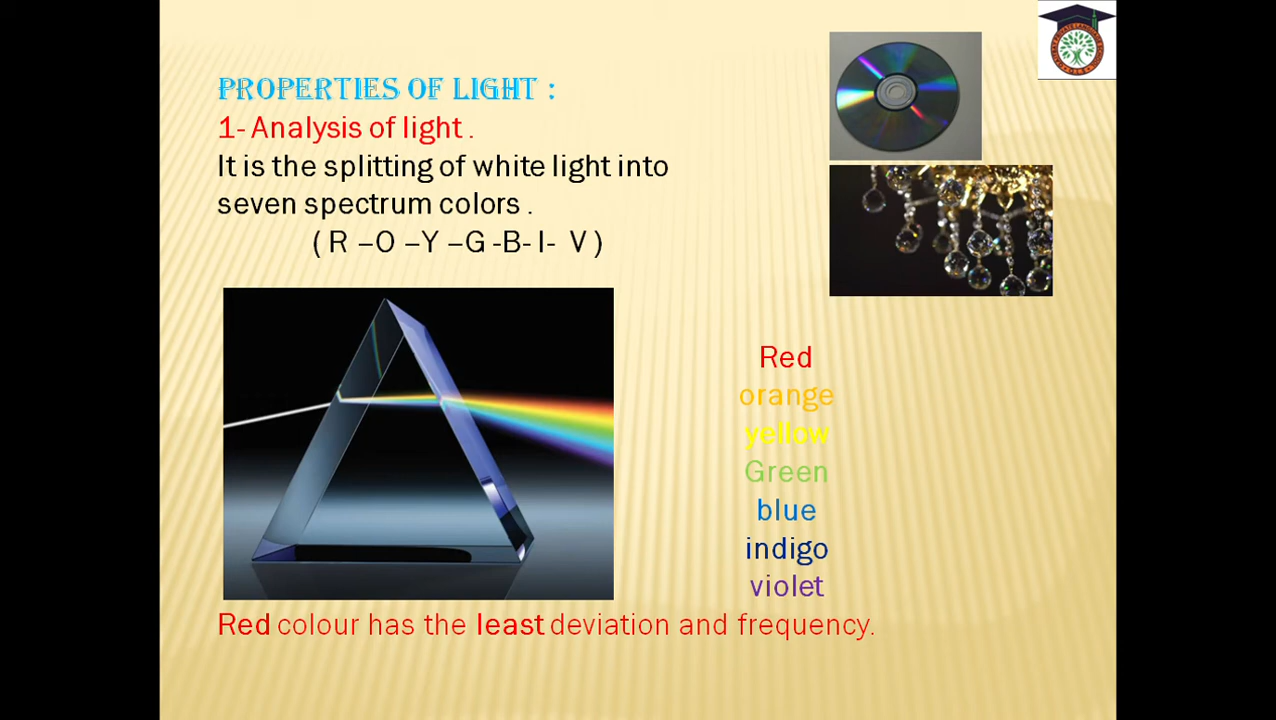 PROPERTIES OF LIGHT :
1- Analysis of light .
It is the splitting of white light into
seven spectrum colors .
( R –O –Y –G -B- I- V )
Red
orange
yellow
Green
blue
indigo
violet
Red colour has the least deviation and frequency.